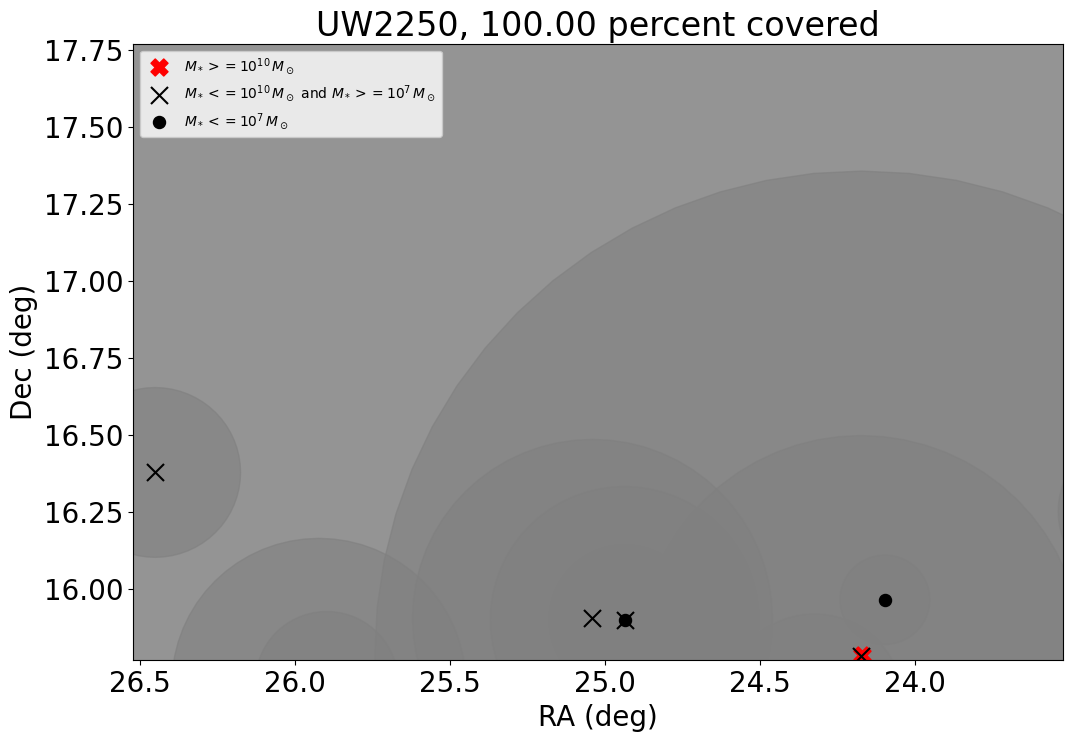 UW2250, 100.00 percent covered
M* >= 10^10 M⊙
M* <= 10^10 M⊙ and M* >= 10^7 M⊙
M* <= 10^7 M⊙
17.75
17.50
17.25
17.00
16.75
16.50
16.25
16.00
Dec (deg)
26.5 26.0 25.5 25.0 24.5 24.0
RA (deg)